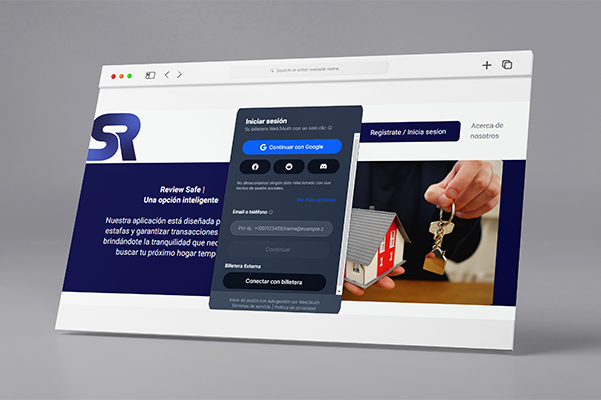 Search or enter website name
SR
Registrate / Inicia sesion
Acerca de
nosotros
Review Safe |
Una opción inteligente
Nuestra aplicación está diseñada p
estafas y garantizar transacciones
brindándote la tranquilidad que nec
buscar tu próximo hogar temp
Iniciar sesión
Su billetera Web3Auth con un solo clic
Continuar con Google
No almacenamos ningún dato relacionado con sus
inicios de sesión sociales.
Ver más opciones
Email o teléfono
Por ej.: +(00)123456/name@example.c
Continuar
Billetera Externa
Conectar con billetera
Inicio de sesión con autogestión por Web3Auth
Términos de servicio | Política de privacidad